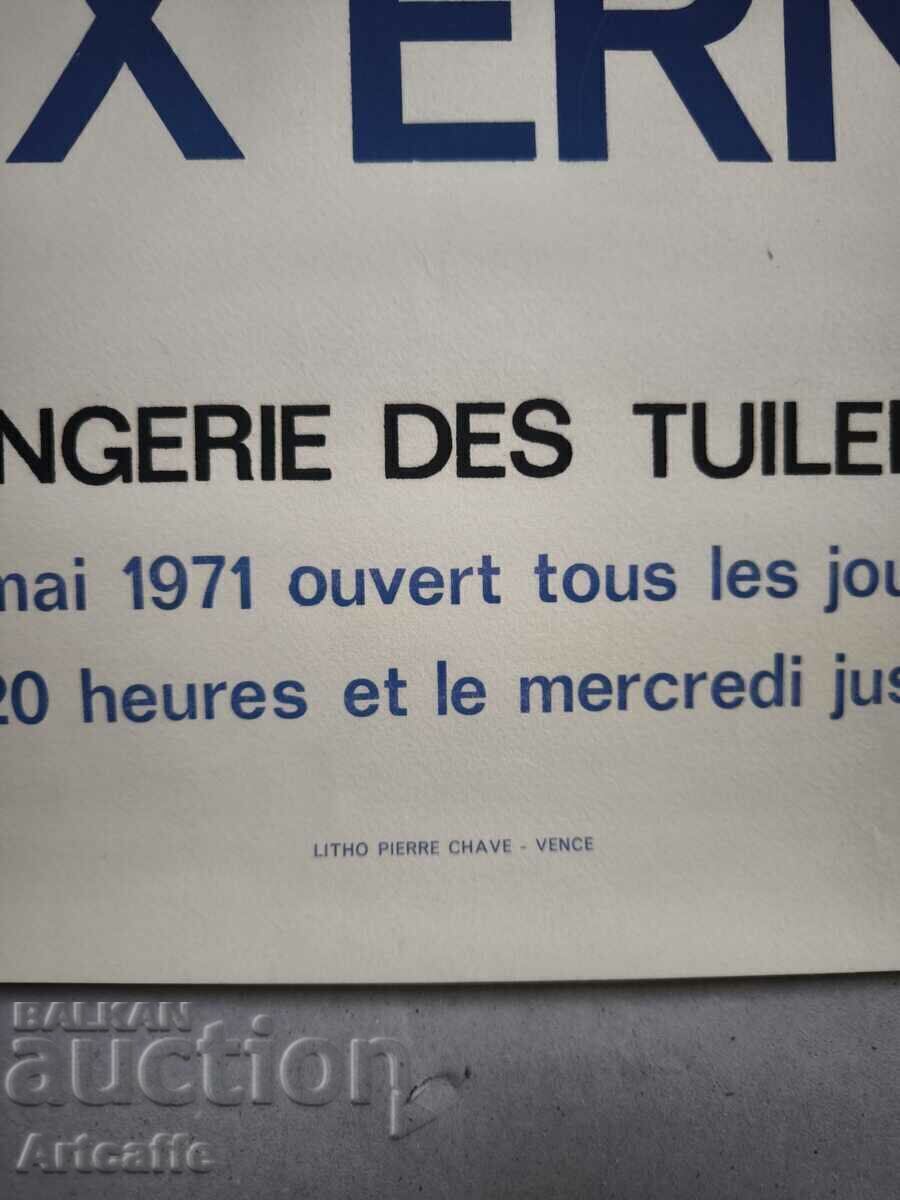 X ERN
NGERIE DES TUILER
mai 1971 ouvert tous les jou
20 heures et le mercredi jus
LITHO PIERRE CHAVE - VENCE
BALKAN
auction
Artcaffe